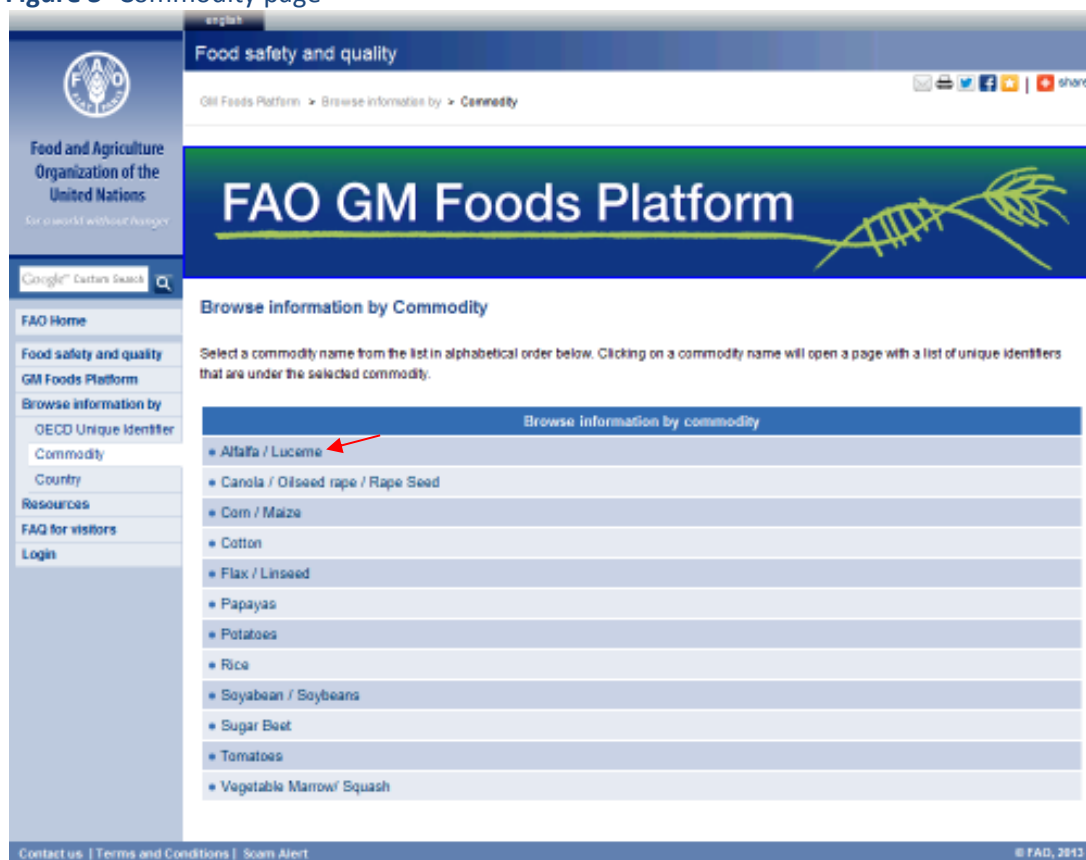 Figure 3 Commodity page
english
Food safety and quality
GM Foods Platform > Browse information by > Commodity
share
FAO
FIAT PANIS
Food and Agriculture
Organization of the
United Nations
for a world without hunger
FAO GM Foods Platform
Google™ Custom Search
FAO Home
Food safety and quality
GM Foods Platform
Browse information by
OECD Unique Identifier
Commodity
Country
Resources
FAQ for visitors
Login
Browse information by Commodity
Select a commodity name from the list in alphabetical order below. Clicking on a commodity name will open a page with a list of unique identifiers
that are under the selected commodity.
Browse information by commodity
Alfalfa / Lucerne
Canola / Oilseed rape / Rape Seed
Corn / Maize
Cotton
Flax / Linseed
Papayas
Potatoes
Rice
Soyabean / Soybeans
Sugar Beet
Tomatoes
Vegetable Marrow/ Squash
Contact us | Terms and Conditions | Scam Alert
© FAO, 2013